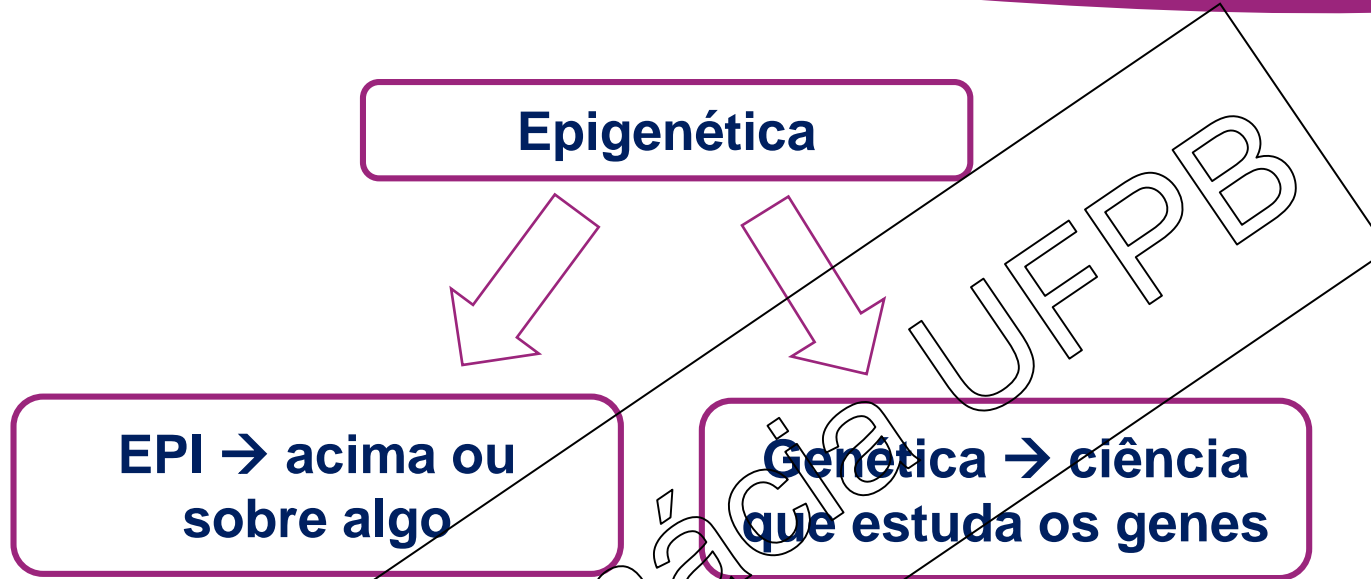 Epigenética
EPI → acima ou
sobre algo
Genética → ciência
que estuda os genes
UFPB